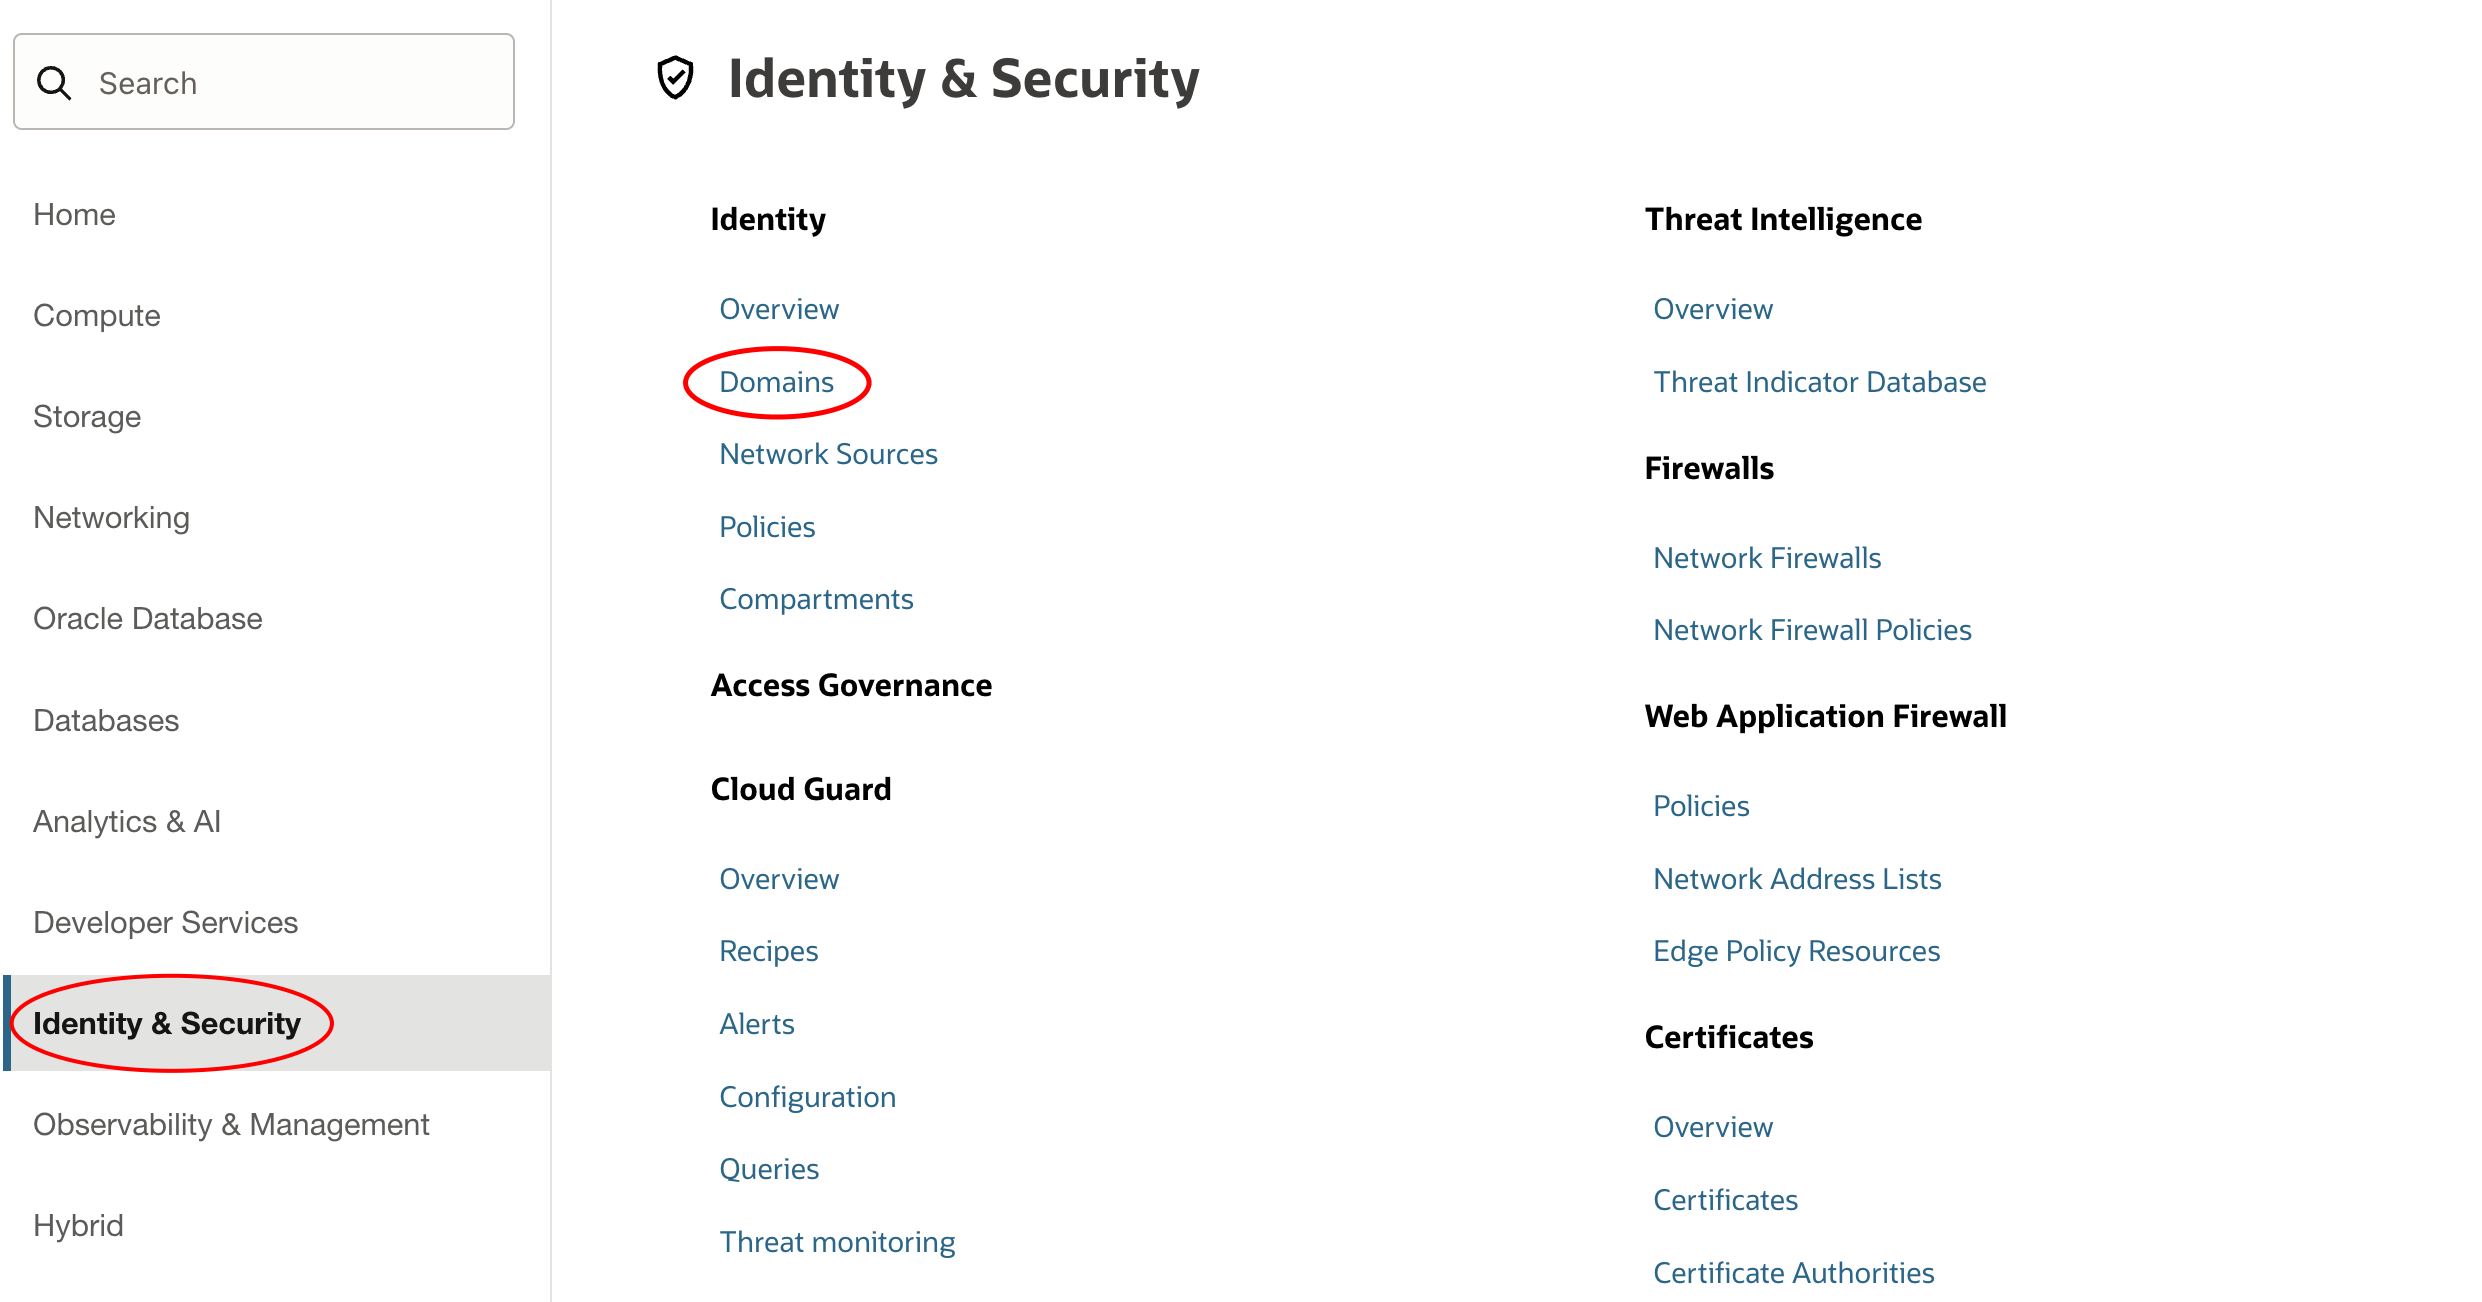 Search
Home
Compute
Storage
Networking
Oracle Database
Databases
Analytics & AI
Developer Services
Identity & Security
Observability & Management
Hybrid
Identity & Security
Identity
Overview
Domains
Network Sources
Policies
Compartments
Access Governance
Cloud Guard
Overview
Recipes
Alerts
Configuration
Queries
Threat monitoring
Threat Intelligence
Overview
Threat Indicator Database
Firewalls
Network Firewalls
Network Firewall Policies
Web Application Firewall
Policies
Network Address Lists
Edge Policy Resources
Certificates
Overview
Certificates
Certificate Authorities